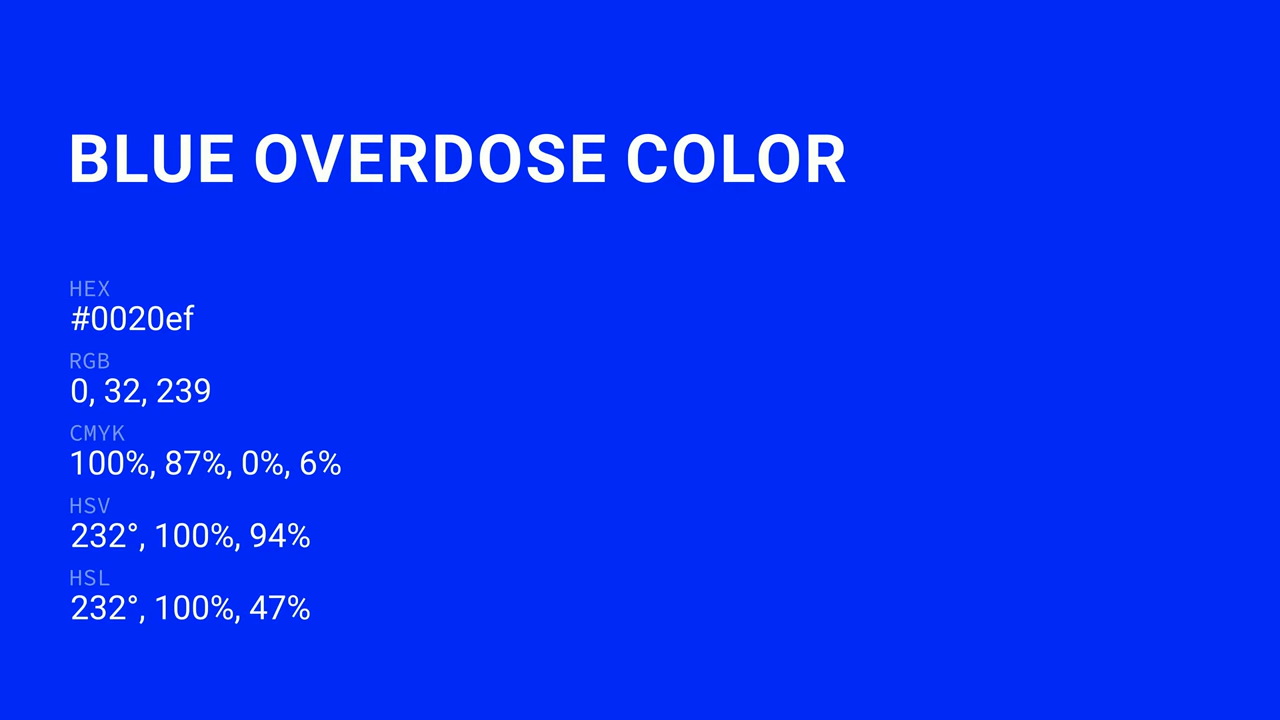 BLUE OVERDOSE COLOR
HEX
#0020ef
RGB
0, 32, 239
CMYK
100%, 87%, 0%, 6%
HSV
232°, 100%, 94%
HSL
232°, 100%, 47%